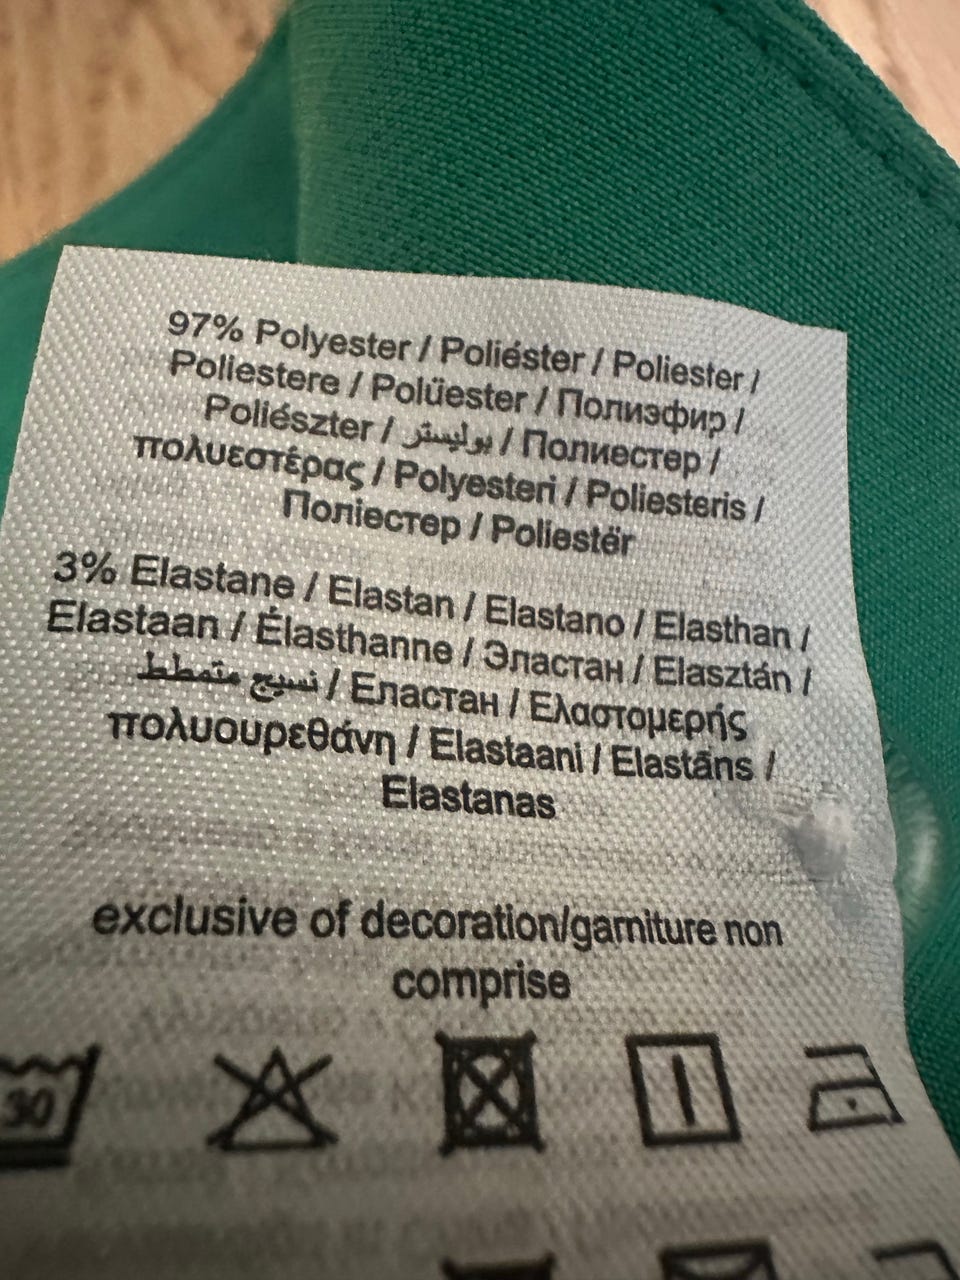 97% Polyester / Poliéster / Poliester /
Poliestere / Polüester / Полиэфир /
Poliészter / بوليستر / Полиестер /
πολυεστέρας / Polyesteri / Poliesteris /
Поліестер / Poliestër
3% Elastane / Elastan / Elastano / Elasthan /
Elastaan / Élasthanne / Эластан / Elasztán /
نسيج متمطط / Еластан / Ελαστομερής
πολυουρεθάνη / Elastaani / Elastāns /
Elastanas
exclusive of decoration/garniture non
comprise
30